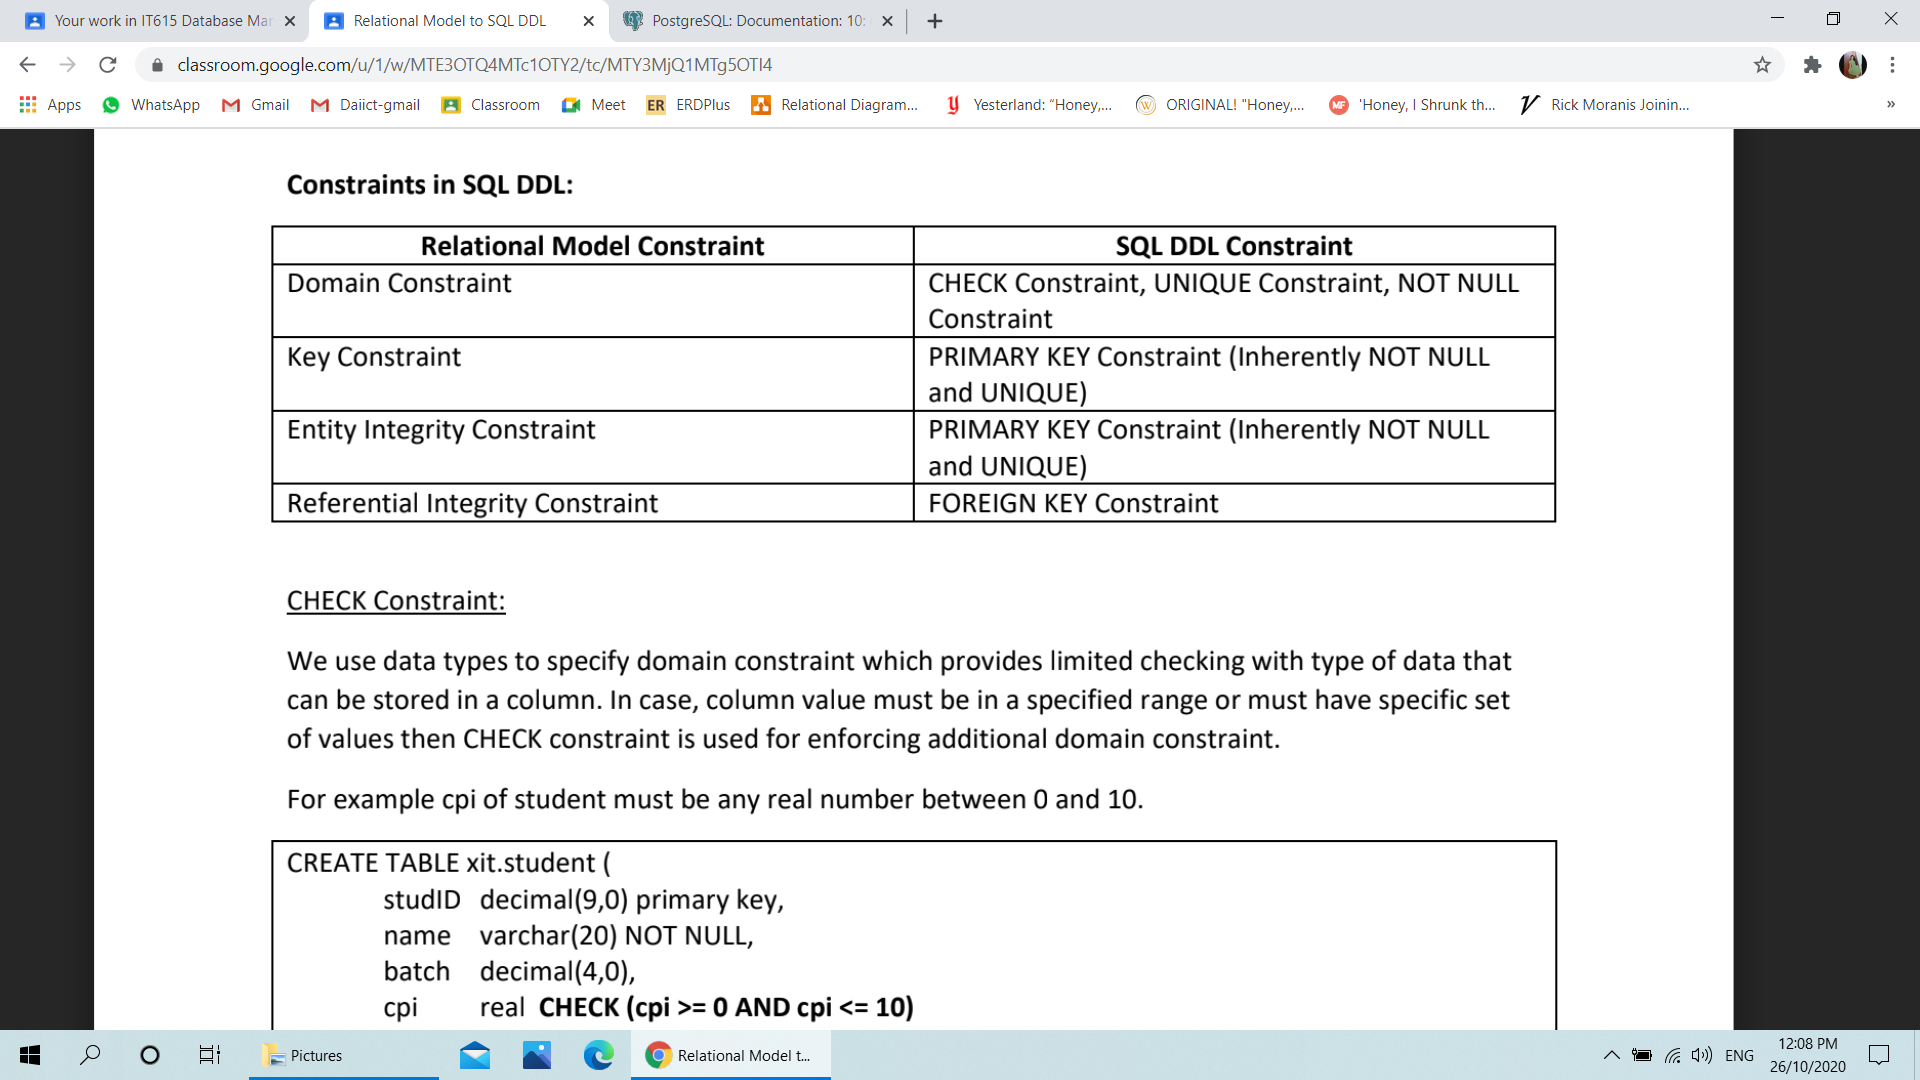 Your work in IT615 Database Mar
Relational Model to SQL DDL
PostgreSQL: Documentation: 10:
classroom.google.com/u/1/w/MTE3OTQ4MTc1OTY2/tc/MTY3MjQ1MTg5OTI4
Apps
WhatsApp
Gmail
Daiict-gmail
Classroom
Meet
ER ERDPlus
Relational Diagram...
Yesterland: "Honey,...
ORIGINAL! "Honey,...
MF 'Honey, I Shrunk th...
Rick Moranis Joinin...
»
Constraints in SQL DDL:
Relational Model Constraint
SQL DDL Constraint
Domain Constraint
CHECK Constraint, UNIQUE Constraint, NOT NULL
Constraint
Key Constraint
PRIMARY KEY Constraint (Inherently NOT NULL
and UNIQUE)
Entity Integrity Constraint
PRIMARY KEY Constraint (Inherently NOT NULL
and UNIQUE)
Referential Integrity Constraint
FOREIGN KEY Constraint
CHECK Constraint:
We use data types to specify domain constraint which provides limited checking with type of data that
can be stored in a column. In case, column value must be in a specified range or must have specific set
of values then CHECK constraint is used for enforcing additional domain constraint.
For example cpi of student must be any real number between 0 and 10.
CREATE TABLE xit.student (
studID decimal(9,0) primary key,
name varchar(20) NOT NULL,
batch decimal(4,0),
cpi real CHECK (cpi >= 0 AND cpi <= 10)
Pictures
Relational Model t...
ENG
12:08 PM
26/10/2020